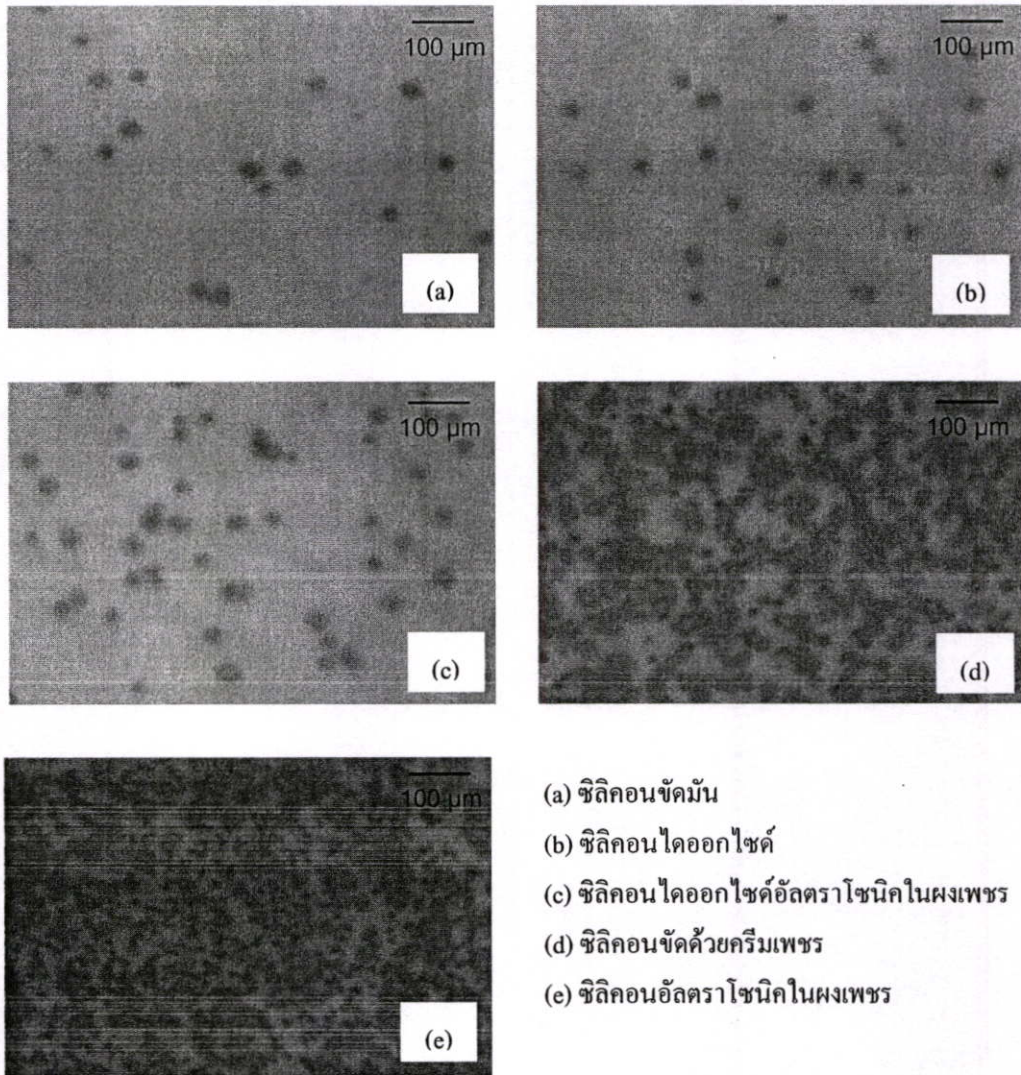 100 µm
(a)
100 µm
(b)
100 µm
(c)
100 µm
(d)
100 µm
(e)
(a) ซิลิคอนขัดมัน
(b) ซิลิคอนไดออกไซด์
(c) ซิลิคอนไดออกไซด์อัลตราโซนิคในผงเพชร
(d) ซิลิคอนขัดด้วยครีมเพชร
(e) ซิลิคอนอัลตราโซนิคในผงเพชร